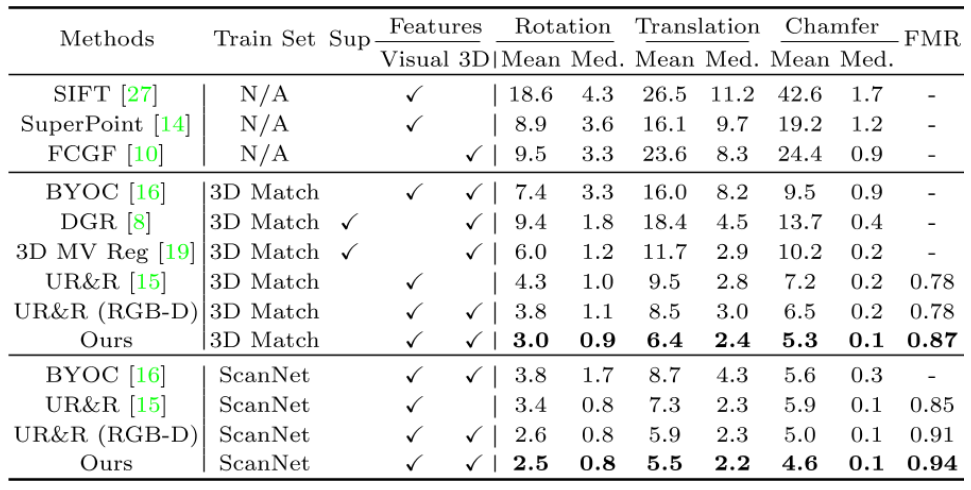 Methods Train Set Sup Features Rotation Translation Chamfer FMR
Visual 3D Mean Med. Mean Med. Mean Med.
SIFT [27] N/A ✓ 18.6 4.3 26.5 11.2 42.6 1.7 -
SuperPoint [14] N/A ✓ 8.9 3.6 16.1 9.7 19.2 1.2 -
FCGF [10] N/A ✓ 9.5 3.3 23.6 8.3 24.4 0.9 -
BYOC [16] 3D Match ✓ ✓ 7.4 3.3 16.0 8.2 9.5 0.9 -
DGR [8] 3D Match ✓ ✓ 9.4 1.8 18.4 4.5 13.7 0.4 -
3D MV Reg [19] 3D Match ✓ ✓ 6.0 1.2 11.7 2.9 10.2 0.2 -
UR&R [15] 3D Match ✓ 4.3 1.0 9.5 2.8 7.2 0.2 0.78
UR&R (RGB-D) 3D Match ✓ ✓ 3.8 1.1 8.5 3.0 6.5 0.2 0.78
Ours 3D Match ✓ ✓ 3.0 0.9 6.4 2.4 5.3 0.1 0.87
BYOC [16] ScanNet ✓ ✓ 3.8 1.7 8.7 4.3 5.6 0.3 -
UR&R [15] ScanNet ✓ 3.4 0.8 7.3 2.3 5.9 0.1 0.85
UR&R (RGB-D) ScanNet ✓ ✓ 2.6 0.8 5.9 2.3 5.0 0.1 0.91
Ours ScanNet ✓ ✓ 2.5 0.8 5.5 2.2 4.6 0.1 0.94